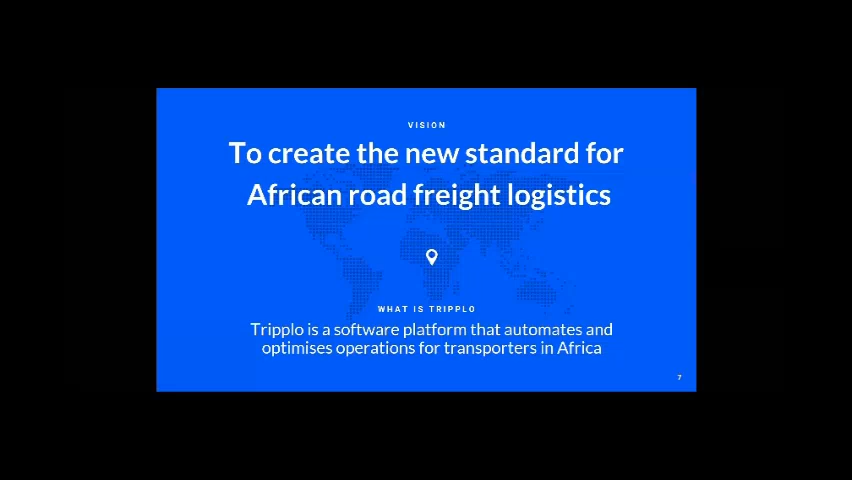 VISION
To create the new standard for
African road freight logistics
WHAT IS TRIPPLO
Tripplo is a software platform that automates and
optimises operations for transporters in Africa
7